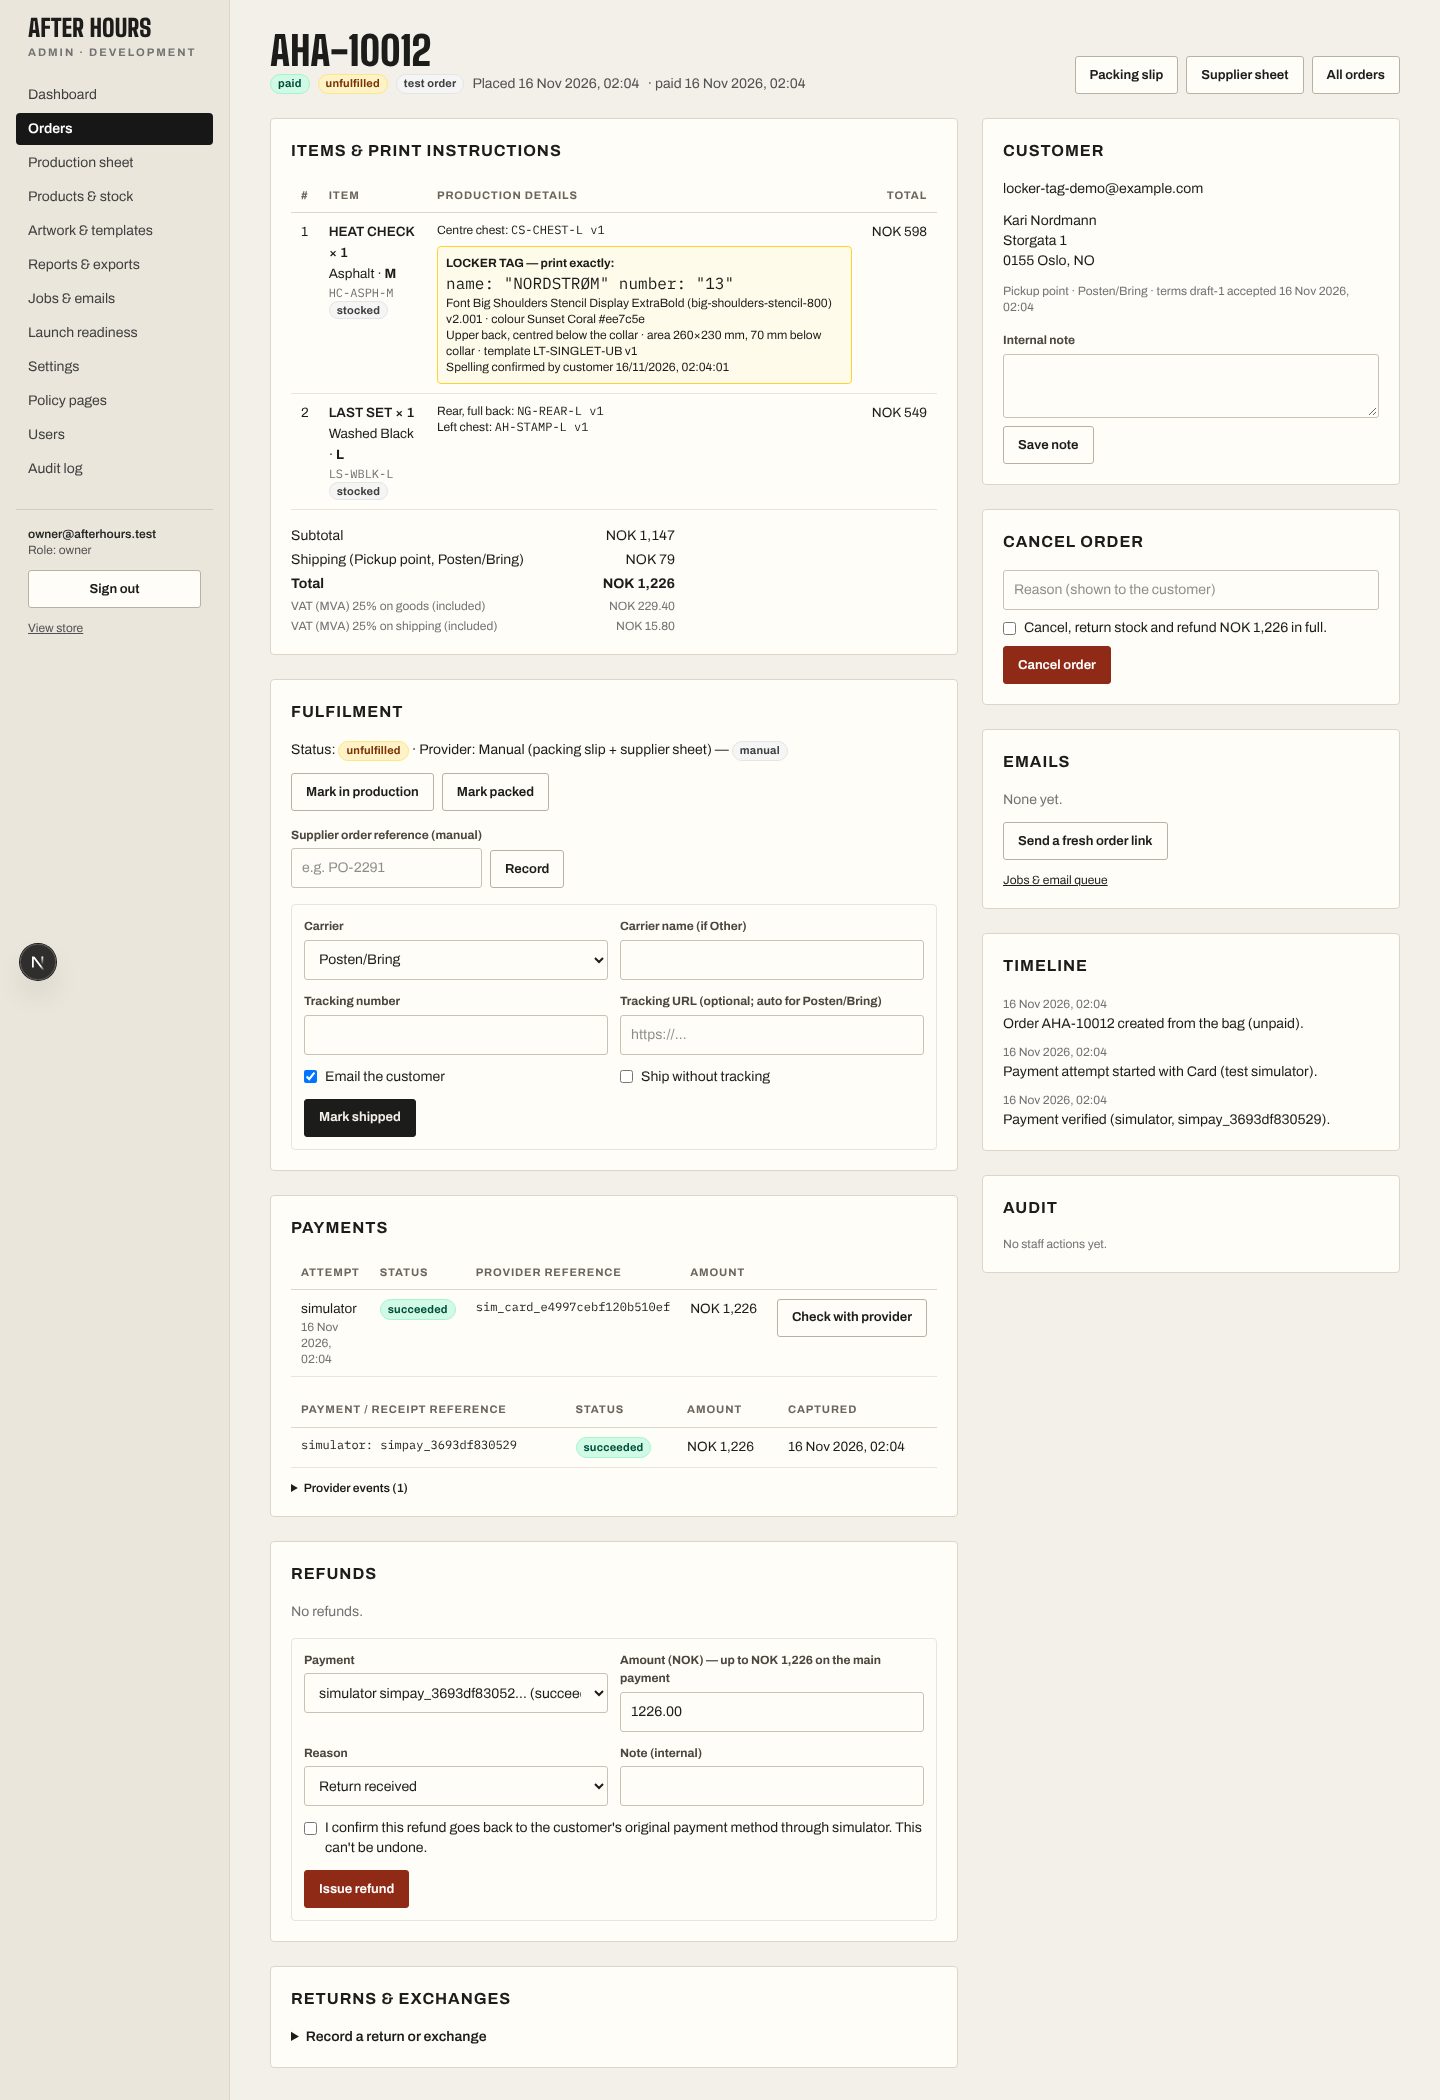 AFTER HOURS
ADMIN · DEVELOPMENT
Dashboard
Orders
Production sheet
Products & stock
Artwork & templates
Reports & exports
Jobs & emails
Launch readiness
Settings
Policy pages
Users
Audit log
owner@afterhours.test
Role: owner
Sign out
View store
N
AHA-10012
paid unfulfilled test order Placed 16 Nov 2026, 02:04 · paid 16 Nov 2026, 02:04
Packing slip Supplier sheet All orders
ITEMS & PRINT INSTRUCTIONS
# ITEM PRODUCTION DETAILS TOTAL
1 HEAT CHECK × 1 Asphalt · M HC-ASPH-M stocked
Centre chest: CS-CHEST-L v1
NOK 598
LOCKER TAG — print exactly:
name: "NORDSTRØM" number: "13"
Font Big Shoulders Stencil Display ExtraBold (big-shoulders-stencil-800)
v2.001 · colour Sunset Coral #ee7c5e
Upper back, centred below the collar · area 260×230 mm, 70 mm below
collar · template LT-SINGLET-UB v1
Spelling confirmed by customer 16/11/2026, 02:04:01
2 LAST SET × 1 Washed Black · L LS-WBLK-L stocked
Rear, full back: NG-REAR-L v1
Left chest: AH-STAMP-L v1
NOK 549
Subtotal NOK 1,147
Shipping (Pickup point, Posten/Bring) NOK 79
Total NOK 1,226
VAT (MVA) 25% on goods (included) NOK 229.40
VAT (MVA) 25% on shipping (included) NOK 15.80
FULFILMENT
Status: unfulfilled · Provider: Manual (packing slip + supplier sheet) — manual
Mark in production Mark packed
Supplier order reference (manual)
e.g. PO-2291 Record
Carrier Carrier name (if Other)
Posten/Bring
Tracking number Tracking URL (optional; auto for Posten/Bring)
https://...
Email the customer Ship without tracking
Mark shipped
PAYMENTS
ATTEMPT STATUS PROVIDER REFERENCE AMOUNT
simulator succeeded sim_card_e4997cebf120b510ef NOK 1,226 Check with provider
16 Nov
2026,
02:04
PAYMENT / RECEIPT REFERENCE STATUS AMOUNT CAPTURED
simulator: simpay_3693df830529 succeeded NOK 1,226 16 Nov 2026, 02:04
Provider events (1)
REFUNDS
No refunds.
Payment
simulator simpay_3693df83052... (succee
Amount (NOK) — up to NOK 1,226 on the main
payment
1226.00
Reason Note (internal)
Return received
I confirm this refund goes back to the customer's original payment method through simulator. This
can't be undone.
Issue refund
RETURNS & EXCHANGES
Record a return or exchange
CUSTOMER
locker-tag-demo@example.com
Kari Nordmann
Storgata 1
0155 Oslo, NO
Pickup point · Posten/Bring · terms draft-1 accepted 16 Nov 2026,
02:04
Internal note
Save note
CANCEL ORDER
Reason (shown to the customer)
Cancel, return stock and refund NOK 1,226 in full.
Cancel order
EMAILS
None yet.
Send a fresh order link
Jobs & email queue
TIMELINE
16 Nov 2026, 02:04
Order AHA-10012 created from the bag (unpaid).
16 Nov 2026, 02:04
Payment attempt started with Card (test simulator).
16 Nov 2026, 02:04
Payment verified (simulator, simpay_3693df830529).
AUDIT
No staff actions yet.